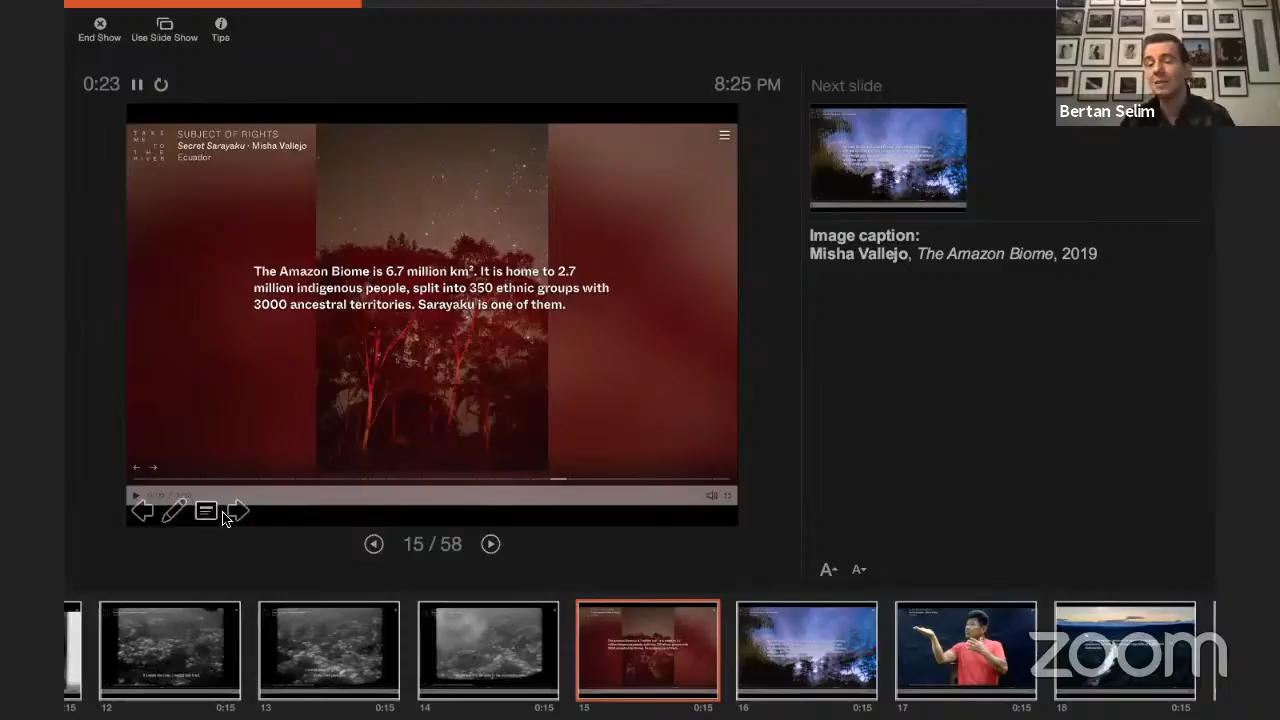 End Show
Use Slide Show
Tips
Bertan Selim
0:23
8:25 PM
Next slide
TAKE
ME
TO
THE
RIVER
SUBJECT OF RIGHTS
Secret Sarayaku · Misha Vallejo
Ecuador
The Amazon Biome is 6.7 million km². It is home to 2.7
million indigenous people, split into 350 ethnic groups with
3000 ancestral territories. Sarayaku is one of them.
Image caption:
Misha Vallejo, The Amazon Biome, 2019
15 / 58
A
A
:15
12
0:15
13
0:15
14
0:15
15
0:15
16
0:15
17
0:15
18
0:15
zoom